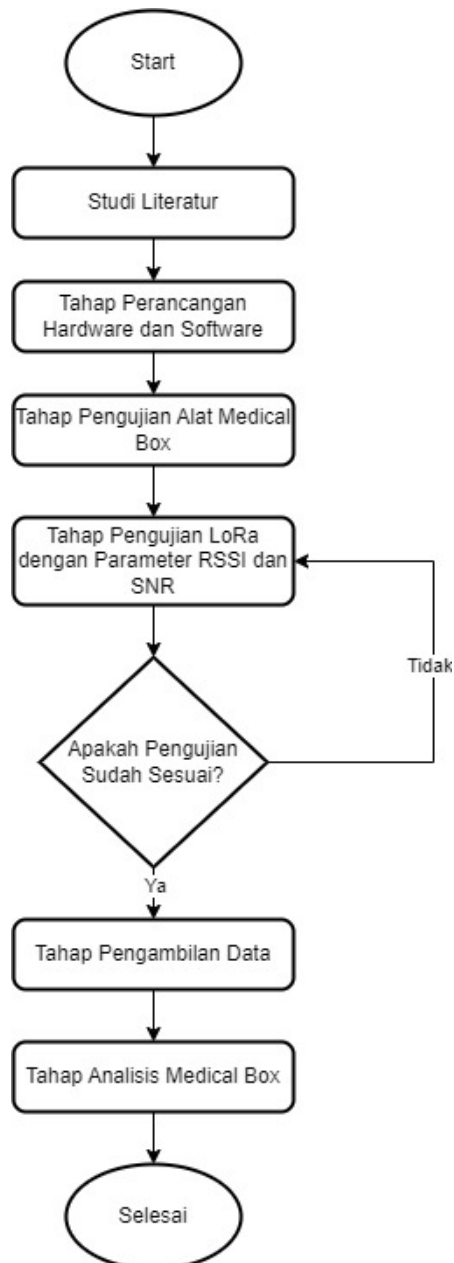 Start
Studi Literatur
Tahap Perancangan
Hardware dan Software
Tahap Pengujian Alat Medical
Box
Tahap Pengujian LoRa
dengan Parameter RSSI dan
SNR
Tidak
Apakah Pengujian
Sudah Sesuai?
Ya
Tahap Pengambilan Data
Tahap Analisis Medical Box
Selesai